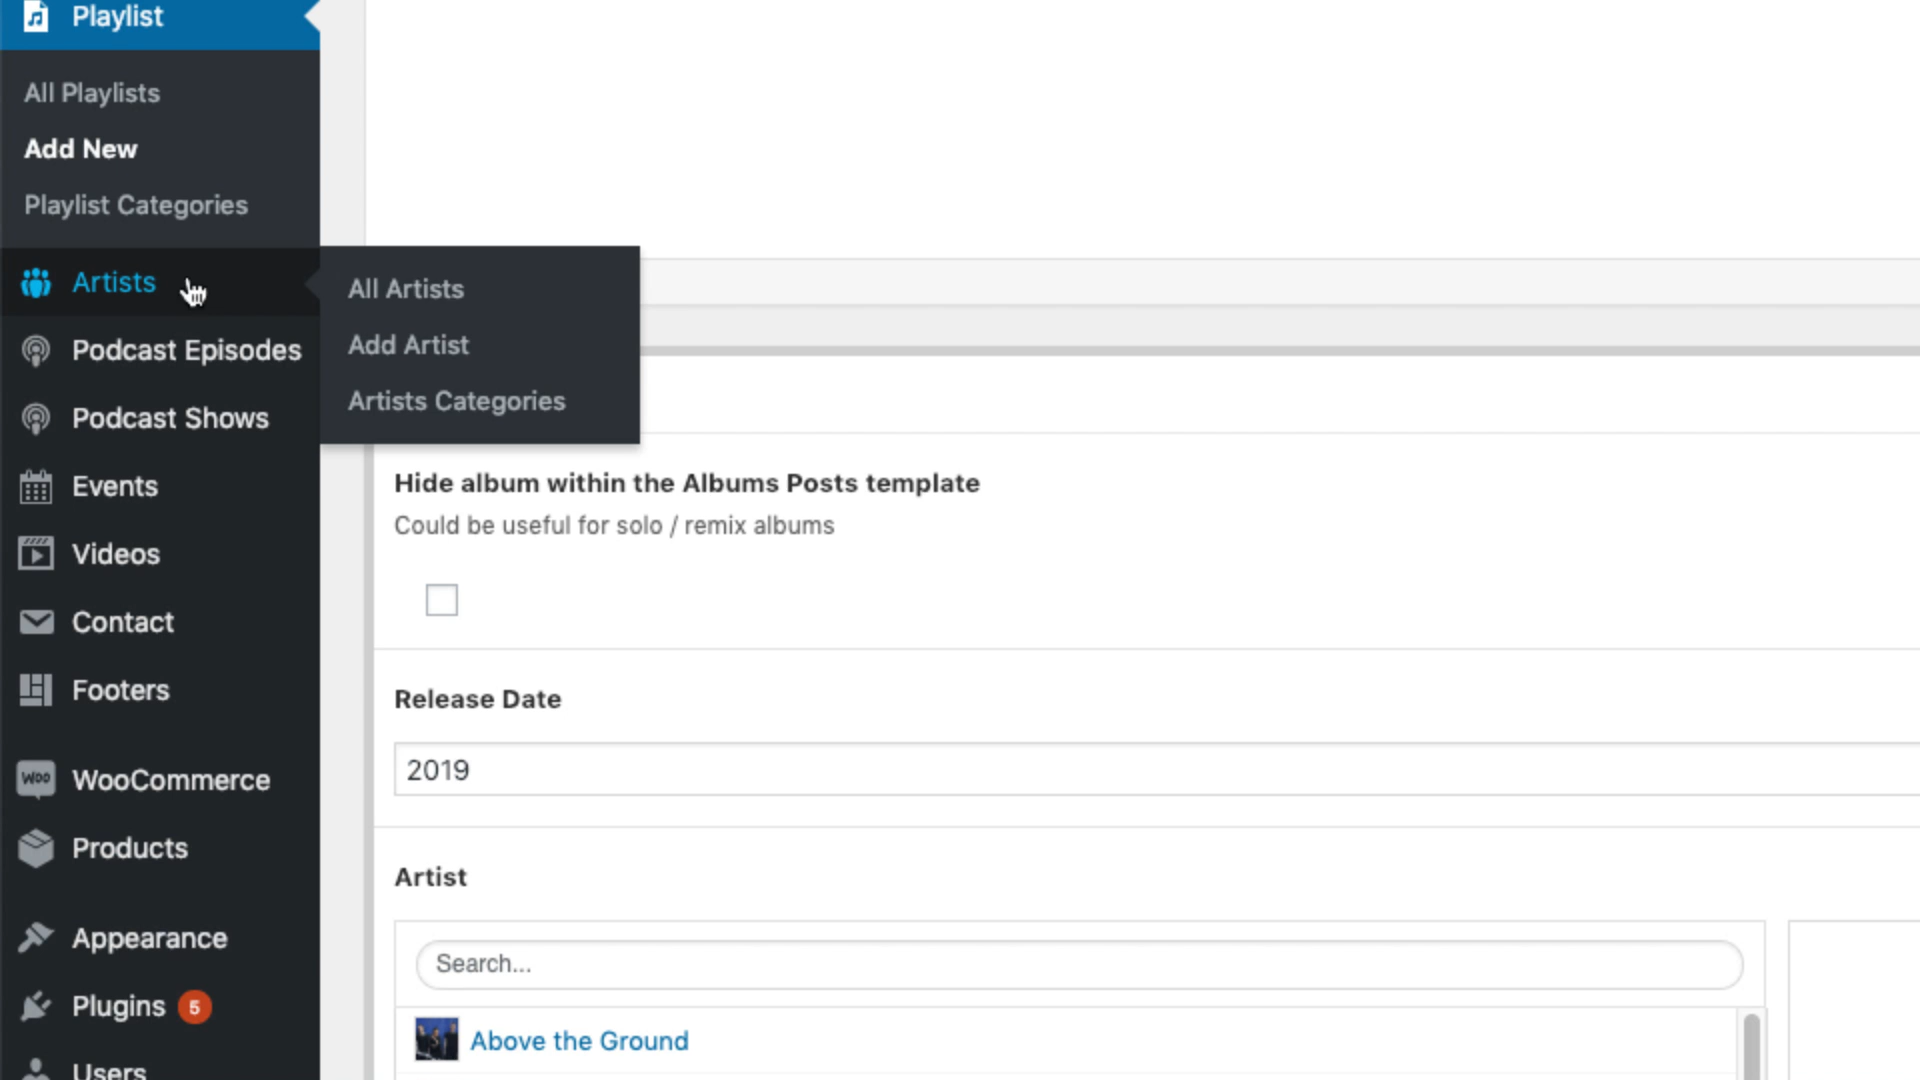 Playlist
All Playlists
Add New
Playlist Categories
Artists
All Artists
Add Artist
Artists Categories
Podcast Episodes
Podcast Shows
Events
Videos
Contact
Footers
Woo WooCommerce
Products
Appearance
Plugins 5
Users
Hide album within the Albums Posts template
Could be useful for solo / remix albums
Release Date
2019
Artist
Search...
Above the Ground